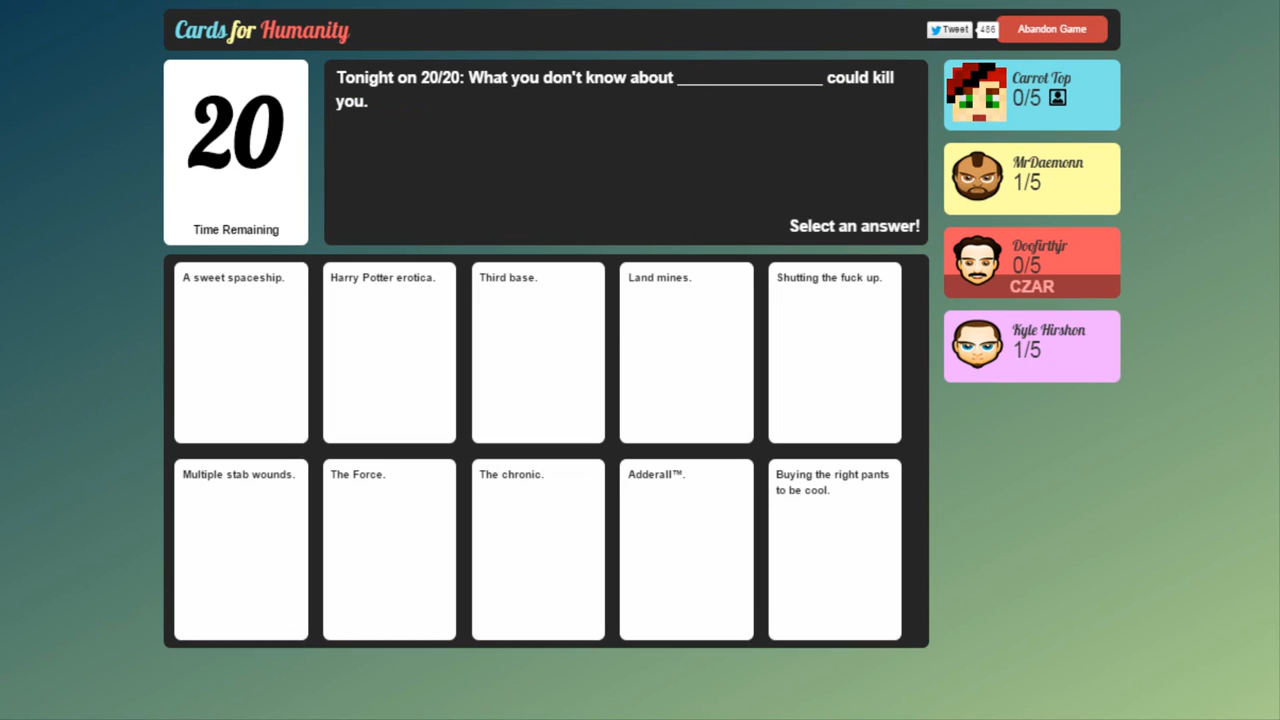 Cards for Humanity
Tweet
486
Abandon Game
20
Time Remaining
Tonight on 20/20: What you don't know about ________________ could kill
you.
Select an answer!
Carrot Top
0/5
MrDaemonn
1/5
Doofirthjr
0/5
CZAR
Kyle Hirshon
1/5
A sweet spaceship.
Harry Potter erotica.
Third base.
Land mines.
Shutting the fuck up.
Multiple stab wounds.
The Force.
The chronic.
Adderall™.
Buying the right pants
to be cool.